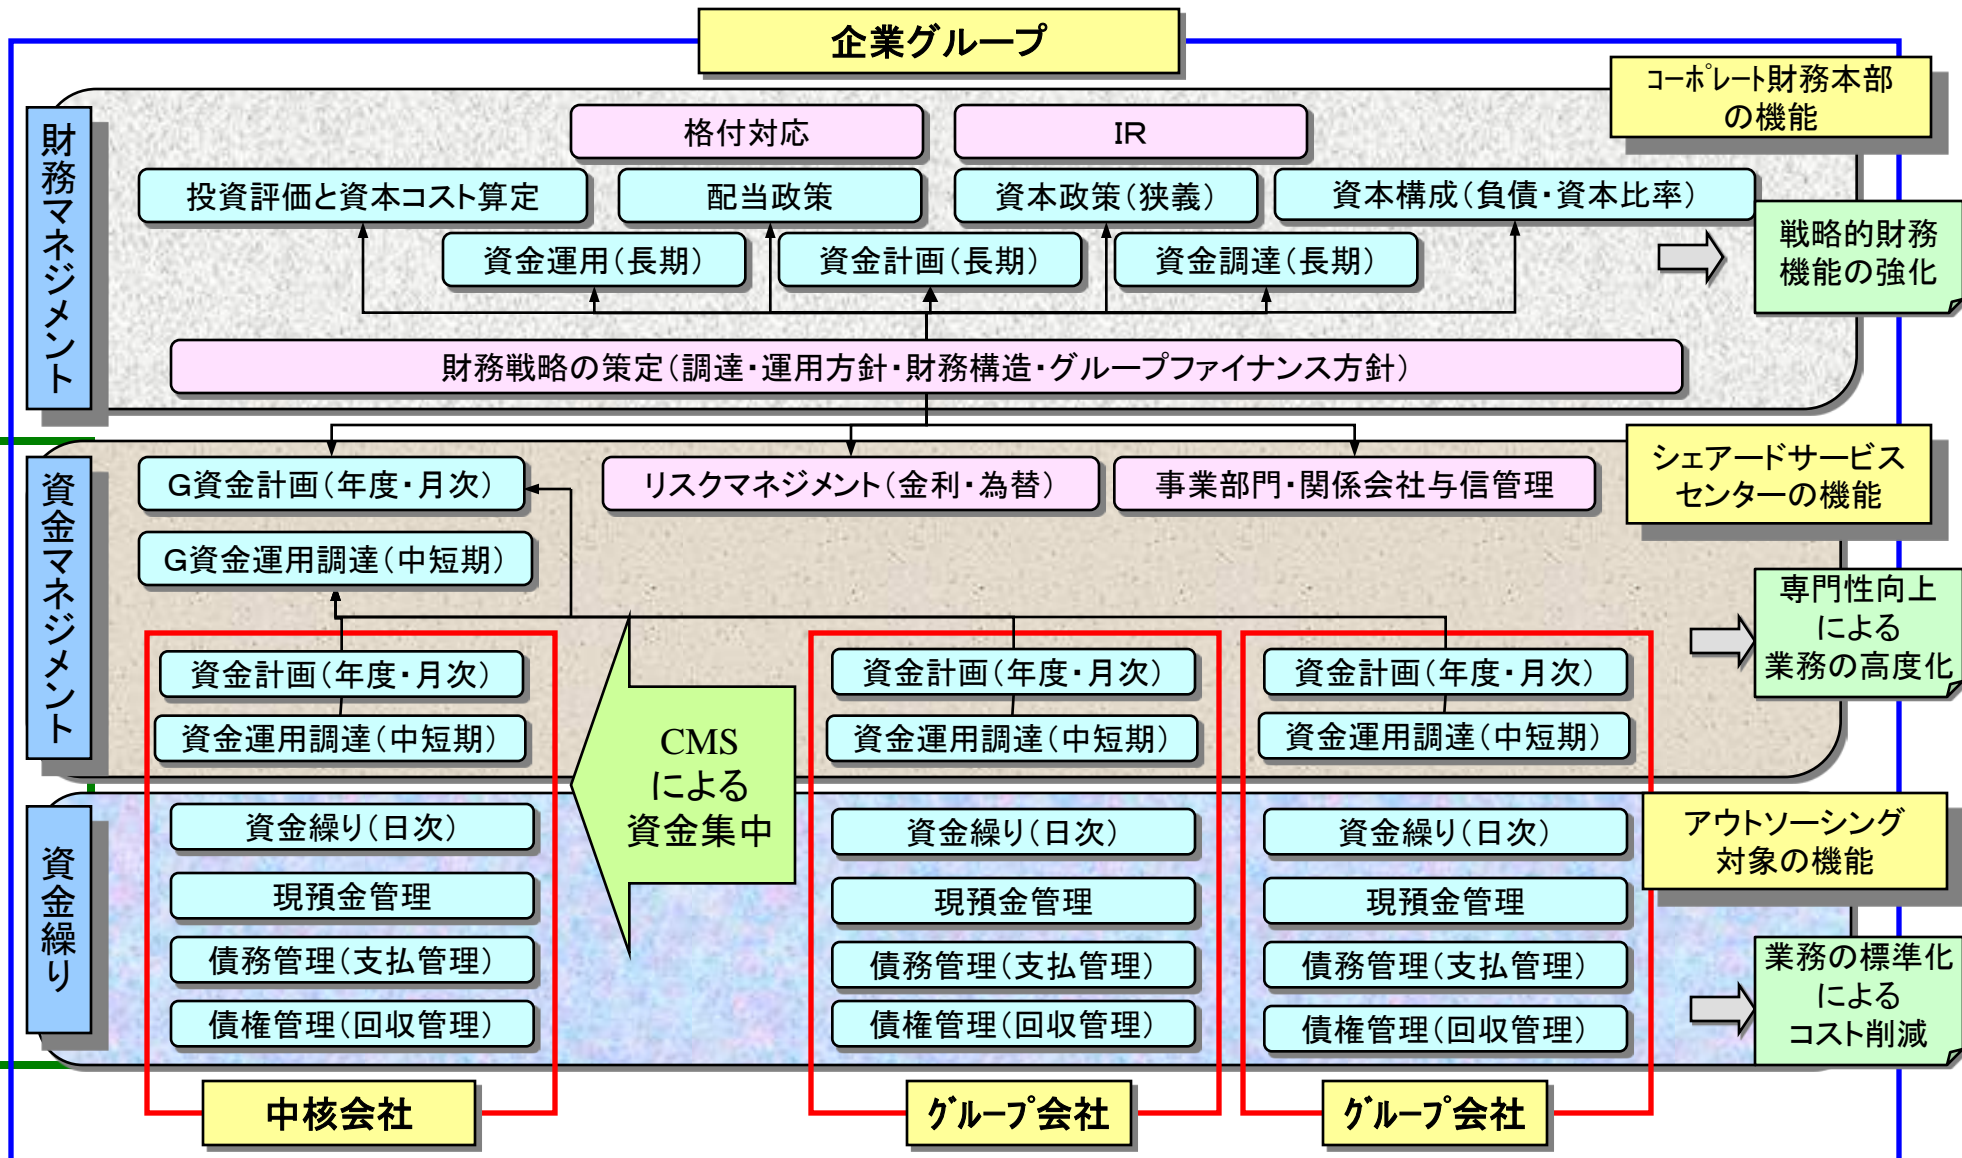 企業グループ
コーポレート財務本部
の機能
財務マネジメント
格付対応
IR
投資評価と資本コスト算定
配当政策
資本政策（狭義）
資本構成（負債・資本比率）
資金運用（長期）
資金計画（長期）
資金調達（長期）
戦略的財務
機能の強化
財務戦略の策定（調達・運用方針・財務構造・グループファイナンス方針）
シェアードサービス
センターの機能
資金マネジメント
G資金計画（年度・月次）
リスクマネジメント（金利・為替）
事業部門・関係会社与信管理
G資金運用調達（中短期）
専門性向上
による
業務の高度化
資金計画（年度・月次）
資金計画（年度・月次）
資金計画（年度・月次）
資金運用調達（中短期）
資金運用調達（中短期）
資金運用調達（中短期）
CMS
による
資金集中
アウトソーシング
対象の機能
資金繰り
資金繰り（日次）
資金繰り（日次）
資金繰り（日次）
現預金管理
現預金管理
現預金管理
債務管理（支払管理）
債務管理（支払管理）
債務管理（支払管理）
債権管理（回収管理）
債権管理（回収管理）
債権管理（回収管理）
業務の標準化
による
コスト削減
中核会社
グループ会社
グループ会社